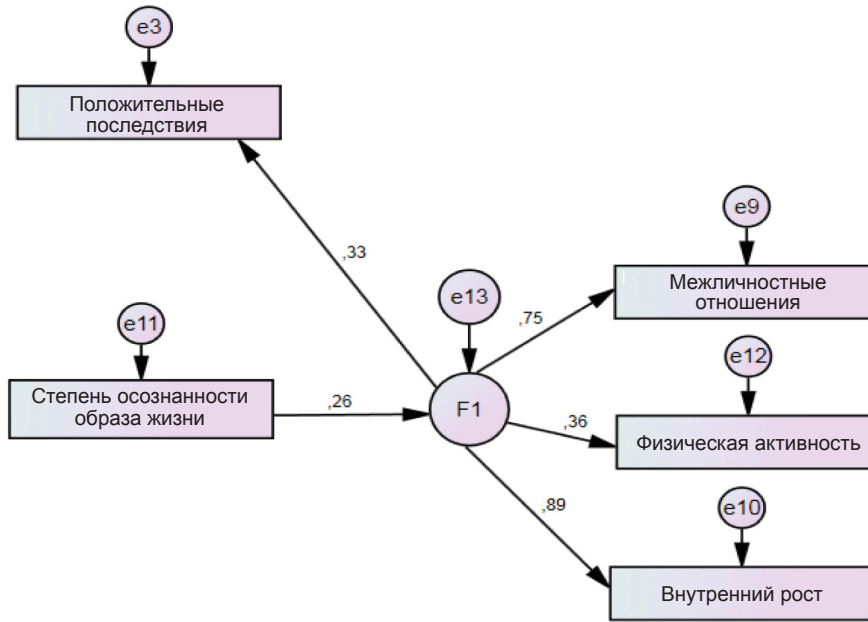 e3
Положительные
последствия
e9
,33
Межличностные
отношения
e13
,75
e11
e12
Степень осознанности
образа жизни
,26
F1
,36
Физическая активность
,89
e10
Внутренний рост